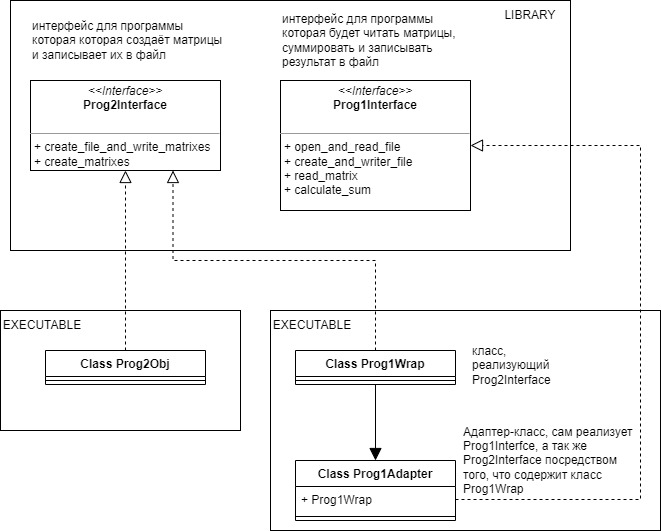 LIBRARY
интерфейс для программы
которая которая создаёт матрицы
и записывает их в файл
интерфейс для программы
которая будет читать матрицы,
суммировать и записывать
результат в файл
<<Interface>>
Prog2Interface
+ create_file_and_write_matrixes
+ create_matrixes
<<Interface>>
Prog1Interface
+ open_and_read_file
+ create_and_writer_file
+ read_matrix
+ calculate_sum
EXECUTABLE
Class Prog2Obj
EXECUTABLE
Class Prog1Wrap
класс,
реализующий
Prog2Interface
Class Prog1Adapter
+ Prog1Wrap
Адаптер-класс, сам реализует
Prog1Interfce, а так же
Prog2Interface посредством
того, что содержит класс
Prog1Wrap